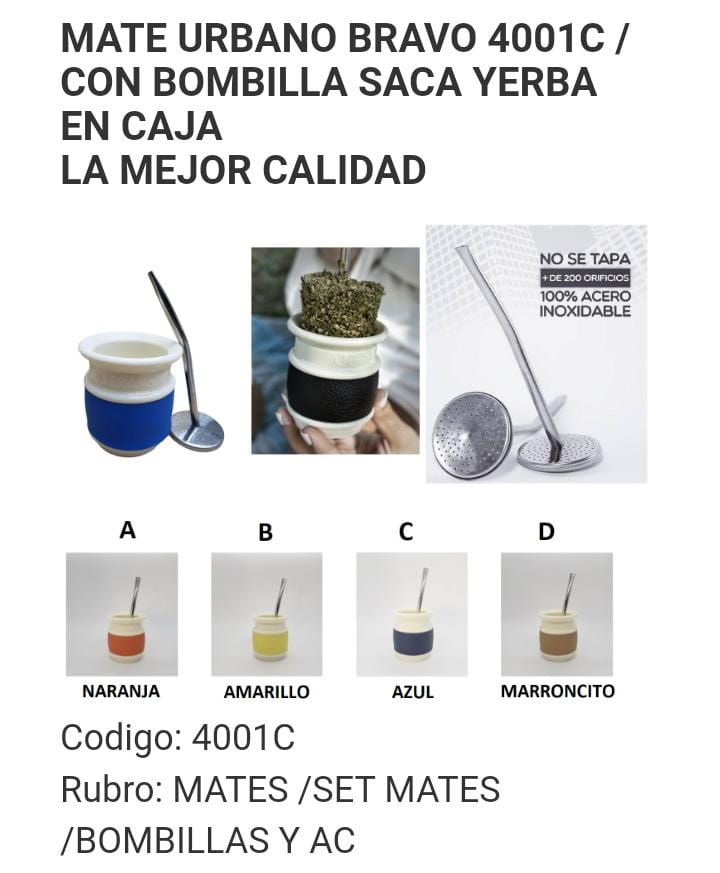 MATE URBANO BRAVO 4001C /
CON BOMBILLA SACA YERBA
EN CAJA
LA MEJOR CALIDAD
NO SE TAPA
+ DE 200 ORIFICIOS
100% ACERO
INOXIDABLE
A B C D
NARANJA AMARILLO AZUL MARRONCITO
Codigo: 4001C
Rubro: MATES /SET MATES
/BOMBILLAS Y AC